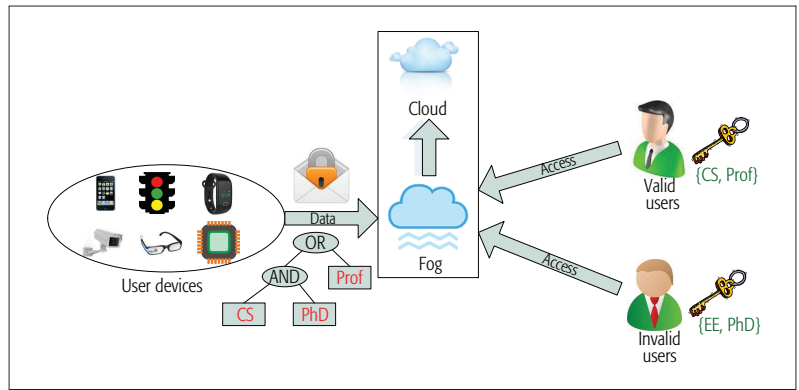 Cloud
Access
Valid
users
{CS, Prof}
Data
OR
AND
Prof
CS
PhD
User devices
Fog
Access
Invalid
users
{EE, PhD}